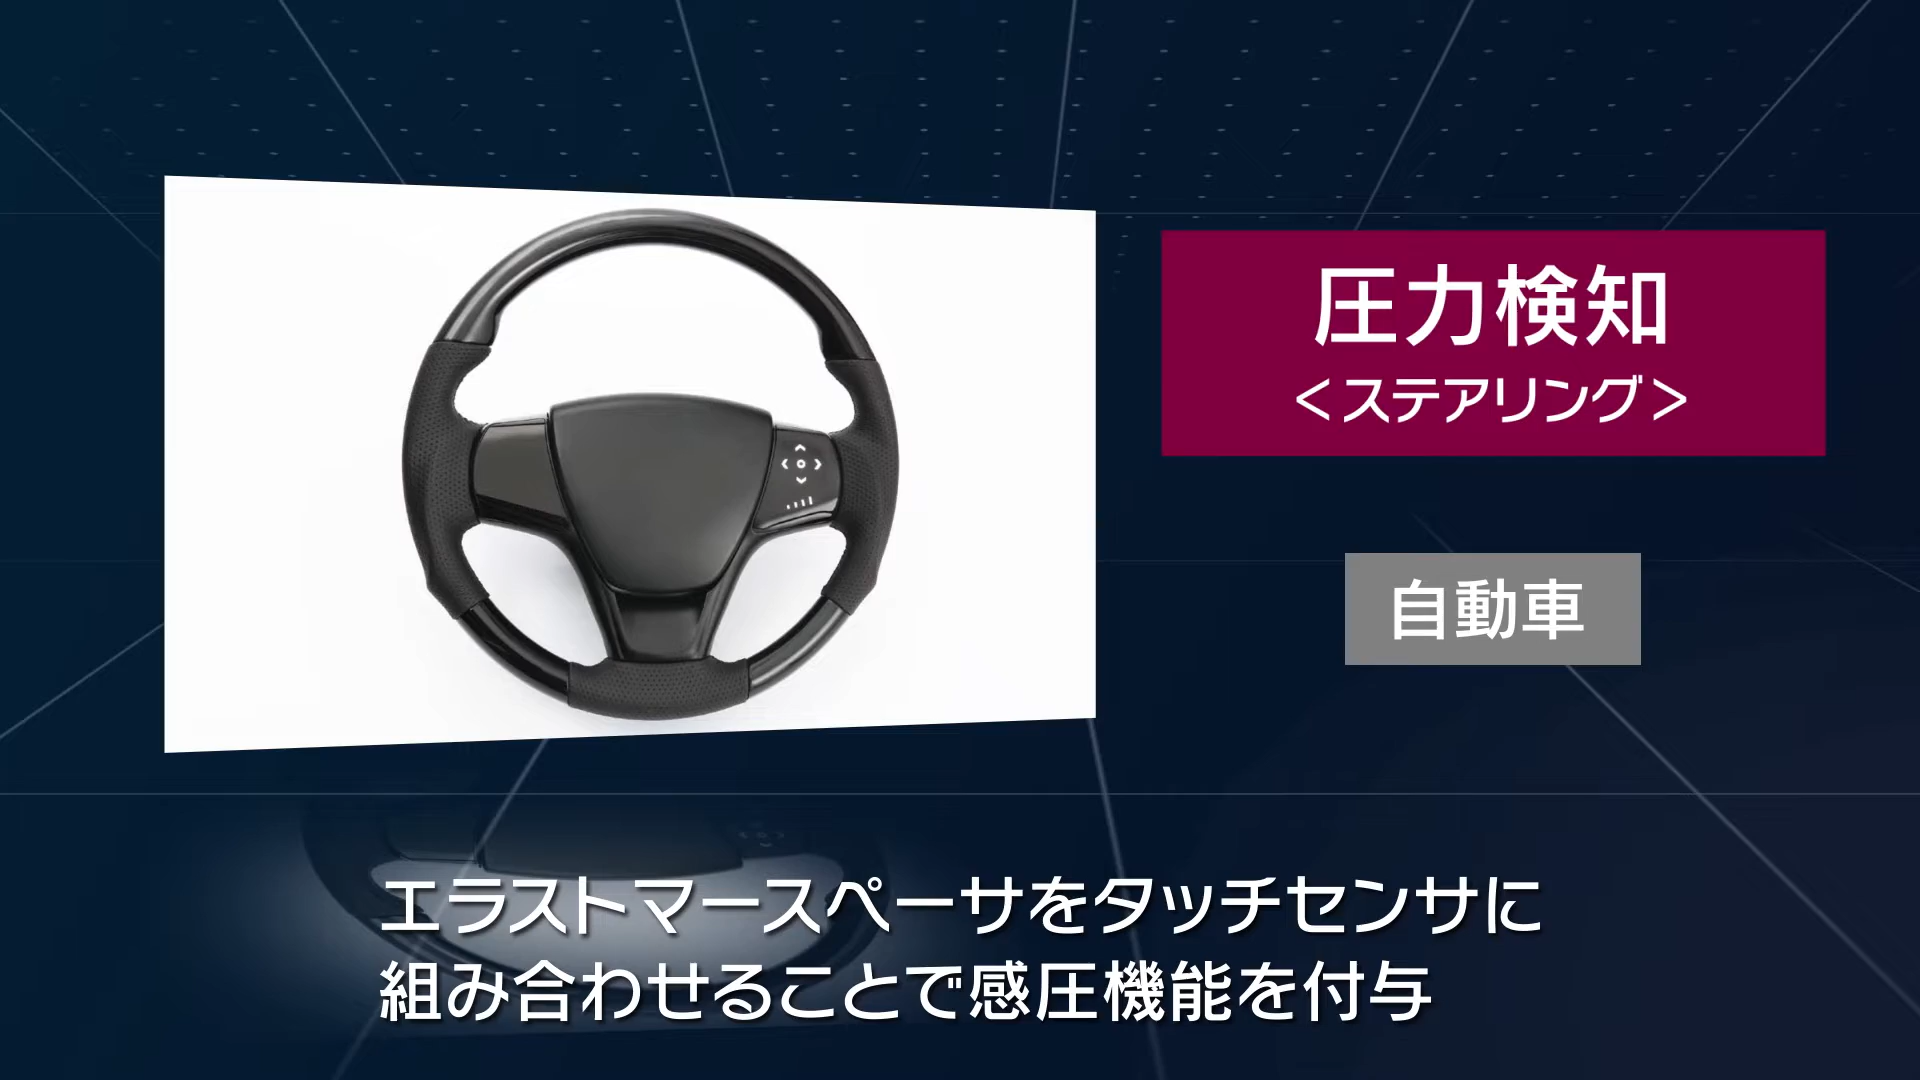 圧力検知
＜ステアリング＞
自動車
エラストマースペーサをタッチセンサに
組み合わせることで感圧機能を付与